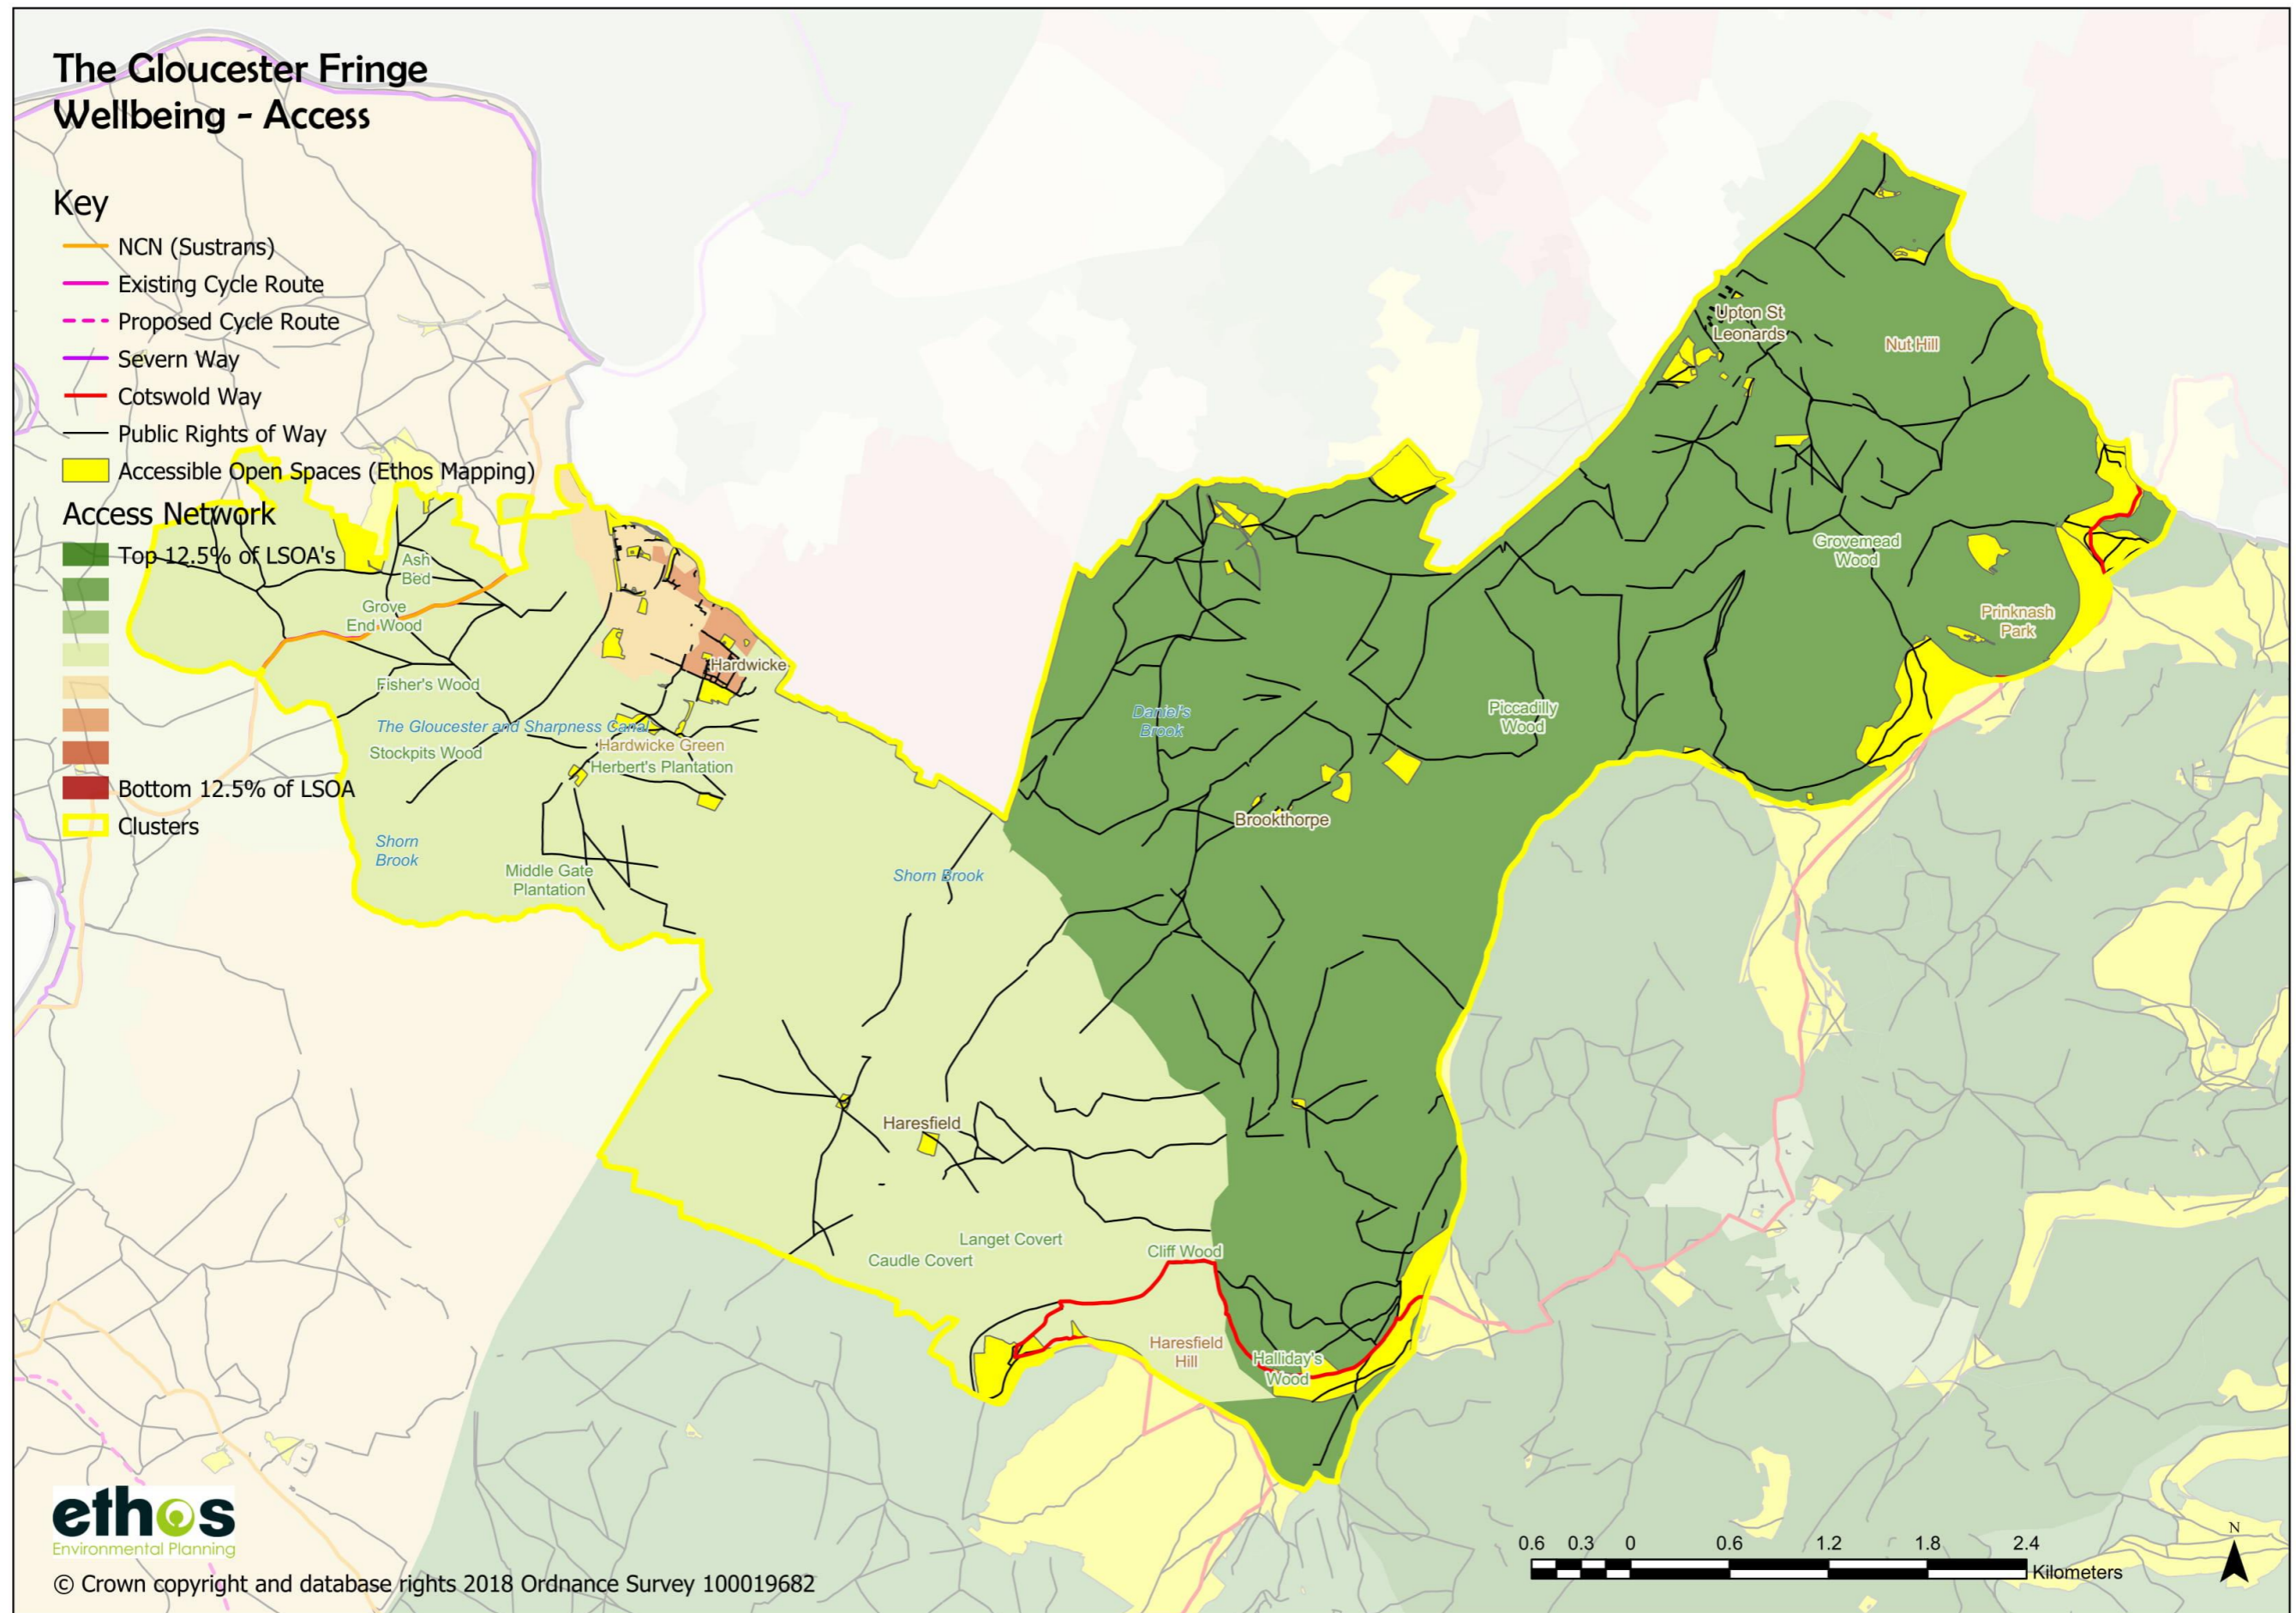 The Gloucester Fringe
Wellbeing - Access
Key
NCN (Sustrans)
Existing Cycle Route
Proposed Cycle Route
Severn Way
Cotswold Way
Public Rights of Way
Accessible Open Spaces (Ethos Mapping)
Access Network
Top 12.5% of LSOA's
Bottom 12.5% of LSOA
Clusters
Upton St
Leonards
Nut Hill
Grovemead
Wood
Prinknash
Park
Ash
Bed
Grove
End Wood
Hardwicke
Fisher's Wood
The Gloucester and Sharpness Canal
Stockpits Wood
Hardwicke Green
Herbert's Plantation
Daniel's
Brook
Piccadilly
Wood
Brookthorpe
Shorn
Brook
Middle Gate
Plantation
Shorn Brook
Haresfield
Langet Covert
Caudle Covert
Cliff Wood
Haresfield
Hill
Halliday's
Wood
ethos
Environmental Planning
© Crown copyright and database rights 2018 Ordnance Survey 100019682
0.6 0.3 0 0.6 1.2 1.8 2.4
Kilometers
N